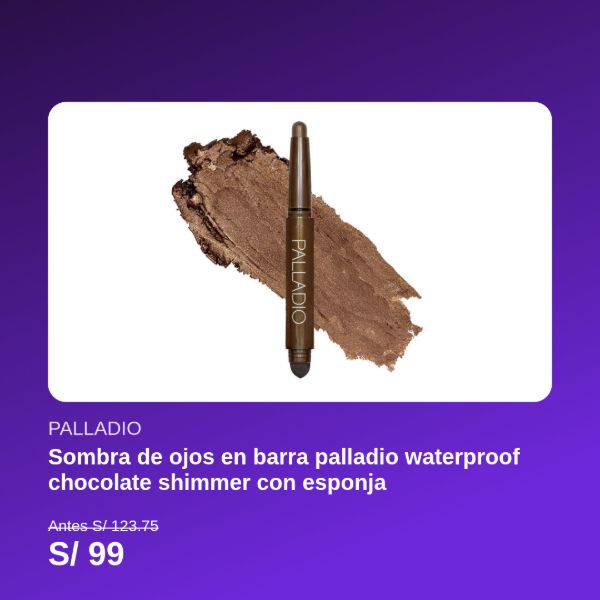 PALLADIO
PALLADIO
Sombra de ojos en barra palladio waterproof
chocolate shimmer con esponja
Antes S/ 123.75
S/ 99